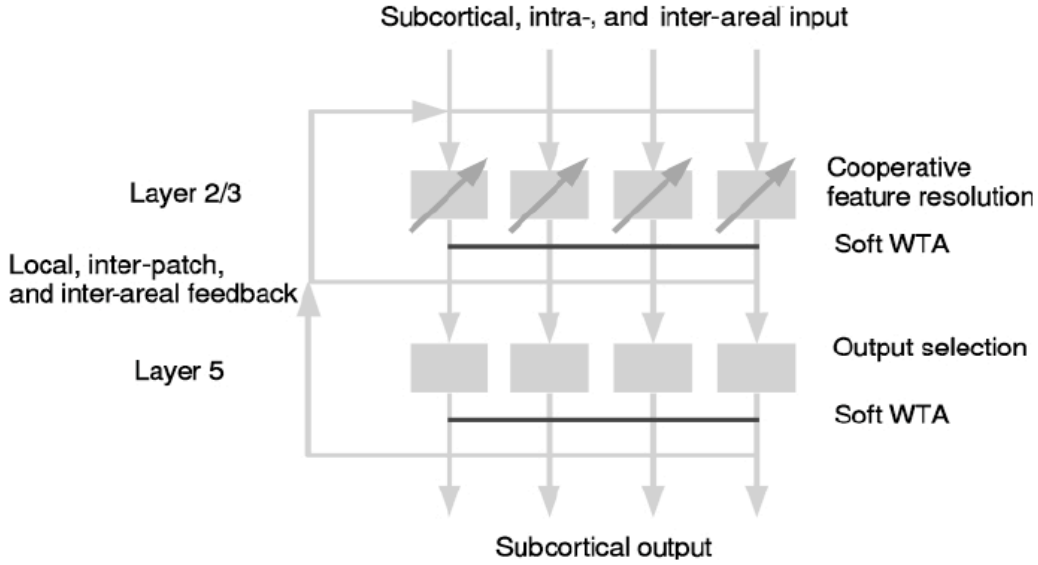 Subcortical, intra-, and inter-areal input
Layer 2/3
Cooperative
feature resolution
Soft WTA
Local, inter-patch,
and inter-areal feedback
Layer 5
Output selection
Soft WTA
Subcortical output